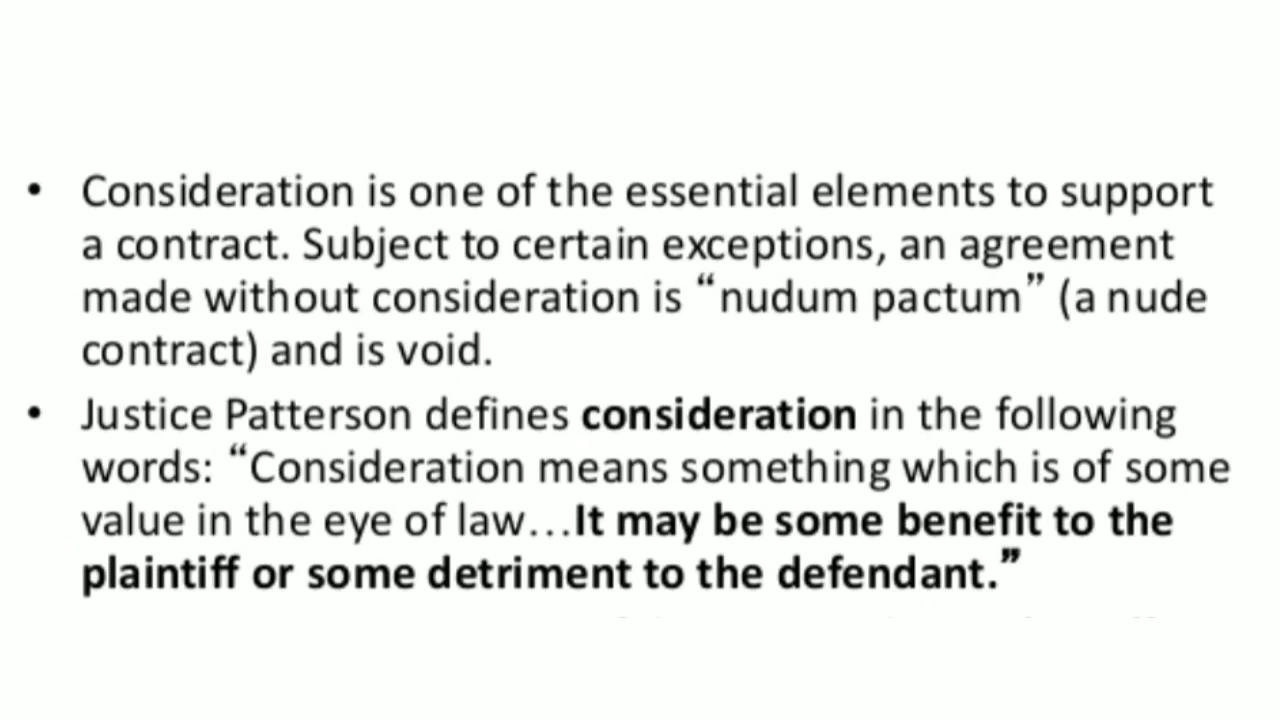 • Consideration is one of the essential elements to support
a contract. Subject to certain exceptions, an agreement
made without consideration is “nudum pactum” (a nude
contract) and is void.
• Justice Patterson defines consideration in the following
words: “Consideration means something which is of some
value in the eye of law…It may be some benefit to the
plaintiff or some detriment to the defendant.”